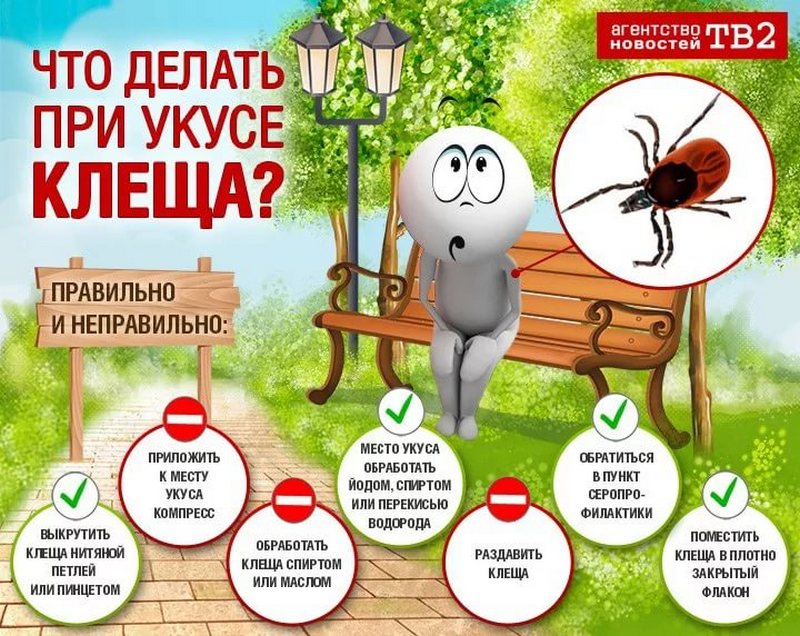 ЧТО ДЕЛАТЬ
ПРИ УКУСЕ
КЛЕЩА?
агентство
новостей ТВ2
ПРАВИЛЬНО
И НЕПРАВИЛЬНО:
ВЫКРУТИТЬ
КЛЕЩА НИТЯНОЙ
ПЕТЛЕЙ
ИЛИ ПИНЦЕТОМ
ПРИЛОЖИТЬ
К МЕСТУ
УКУСА
КОМПРЕСС
ОБРАБОТАТЬ
КЛЕЩА СПИРТОМ
ИЛИ МАСЛОМ
МЕСТО УКУСА
ОБРАБОТАТЬ
ЙОДОМ, СПИРТОМ
ИЛИ ПЕРЕКИСЬЮ
ВОДОРОДА
РАЗДАВИТЬ
КЛЕЩА
ОБРАТИТЬСЯ
В ПУНКТ
СЕРОПРО-
ФИЛАКТИКИ
ПОМЕСТИТЬ
КЛЕЩА В ПЛОТНО
ЗАКРЫТЫЙ
ФЛАКОН